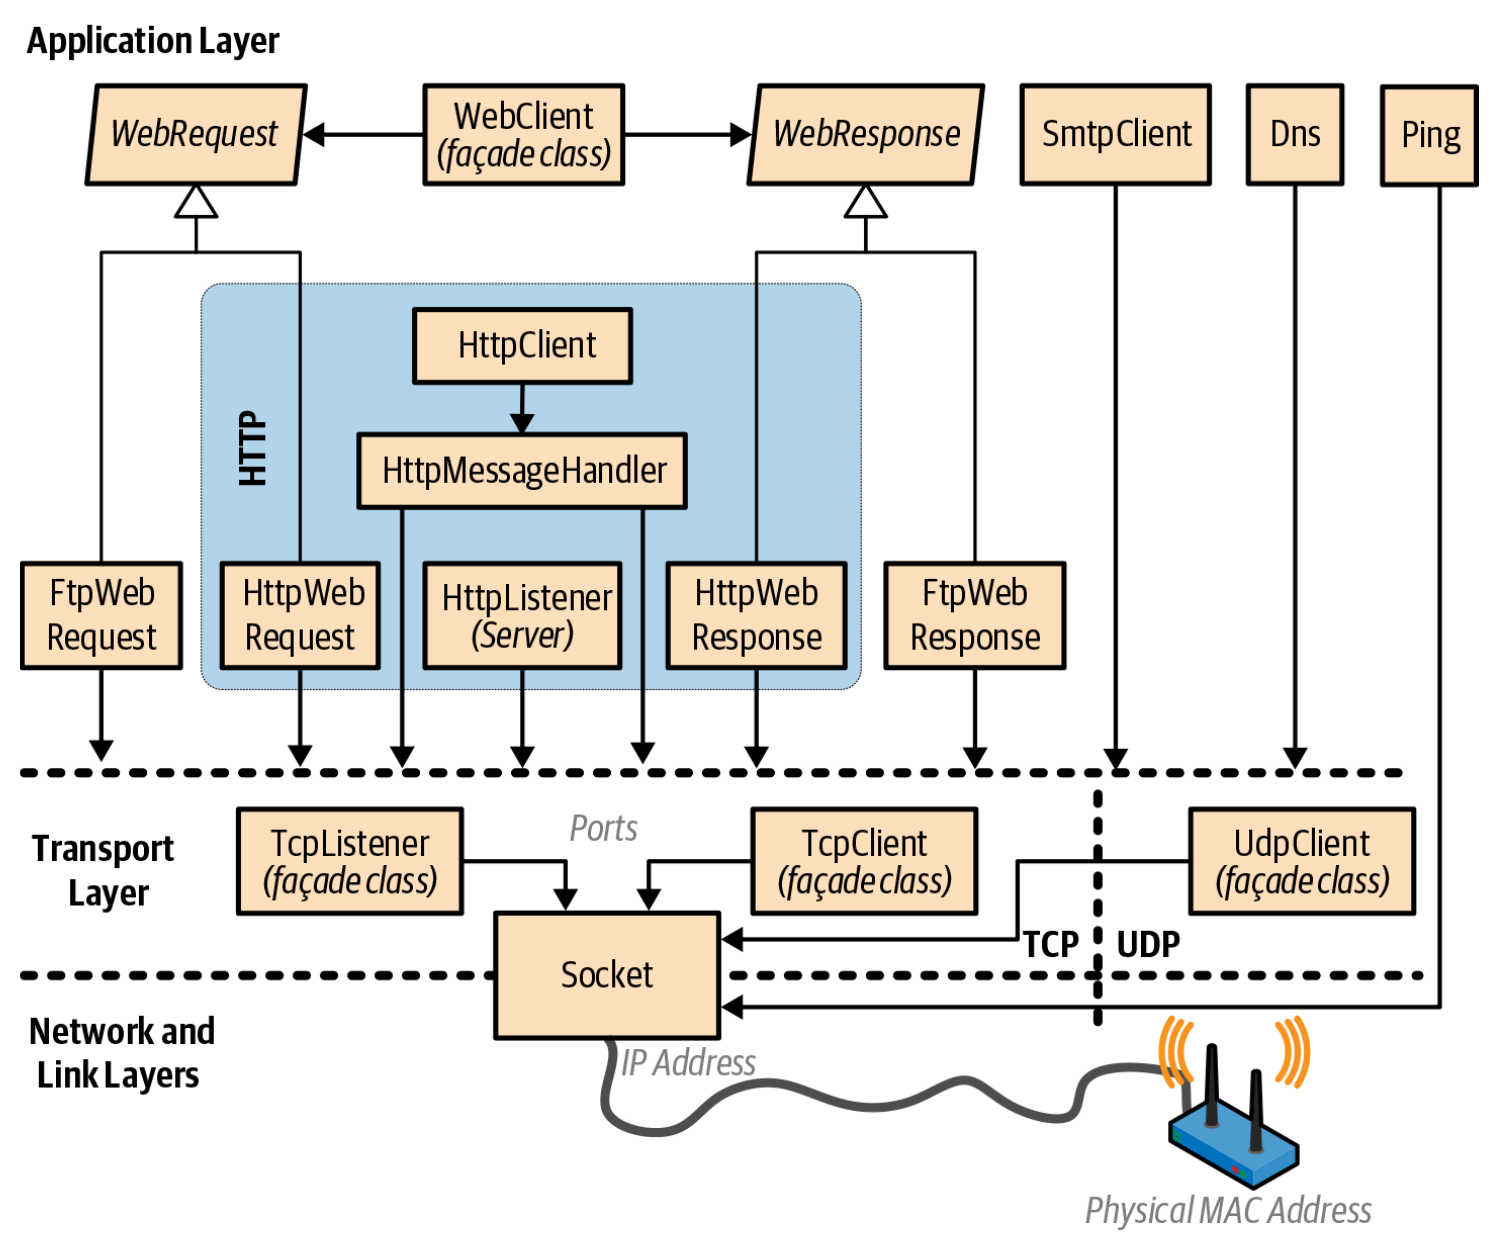 Application Layer
WebRequest
WebClient
(façade class)
WebResponse
SmtpClient
Dns
Ping
HttpClient
HTTP
HttpMessageHandler
FtpWeb
Request
HttpWeb
Request
HttpListener
(Server)
HttpWeb
Response
FtpWeb
Response
Transport
Layer
TcpListener
(façade class)
Ports
TcpClient
(façade class)
UdpClient
(façade class)
TCP
UDP
Socket
Network and
Link Layers
IP Address
Physical MAC Address